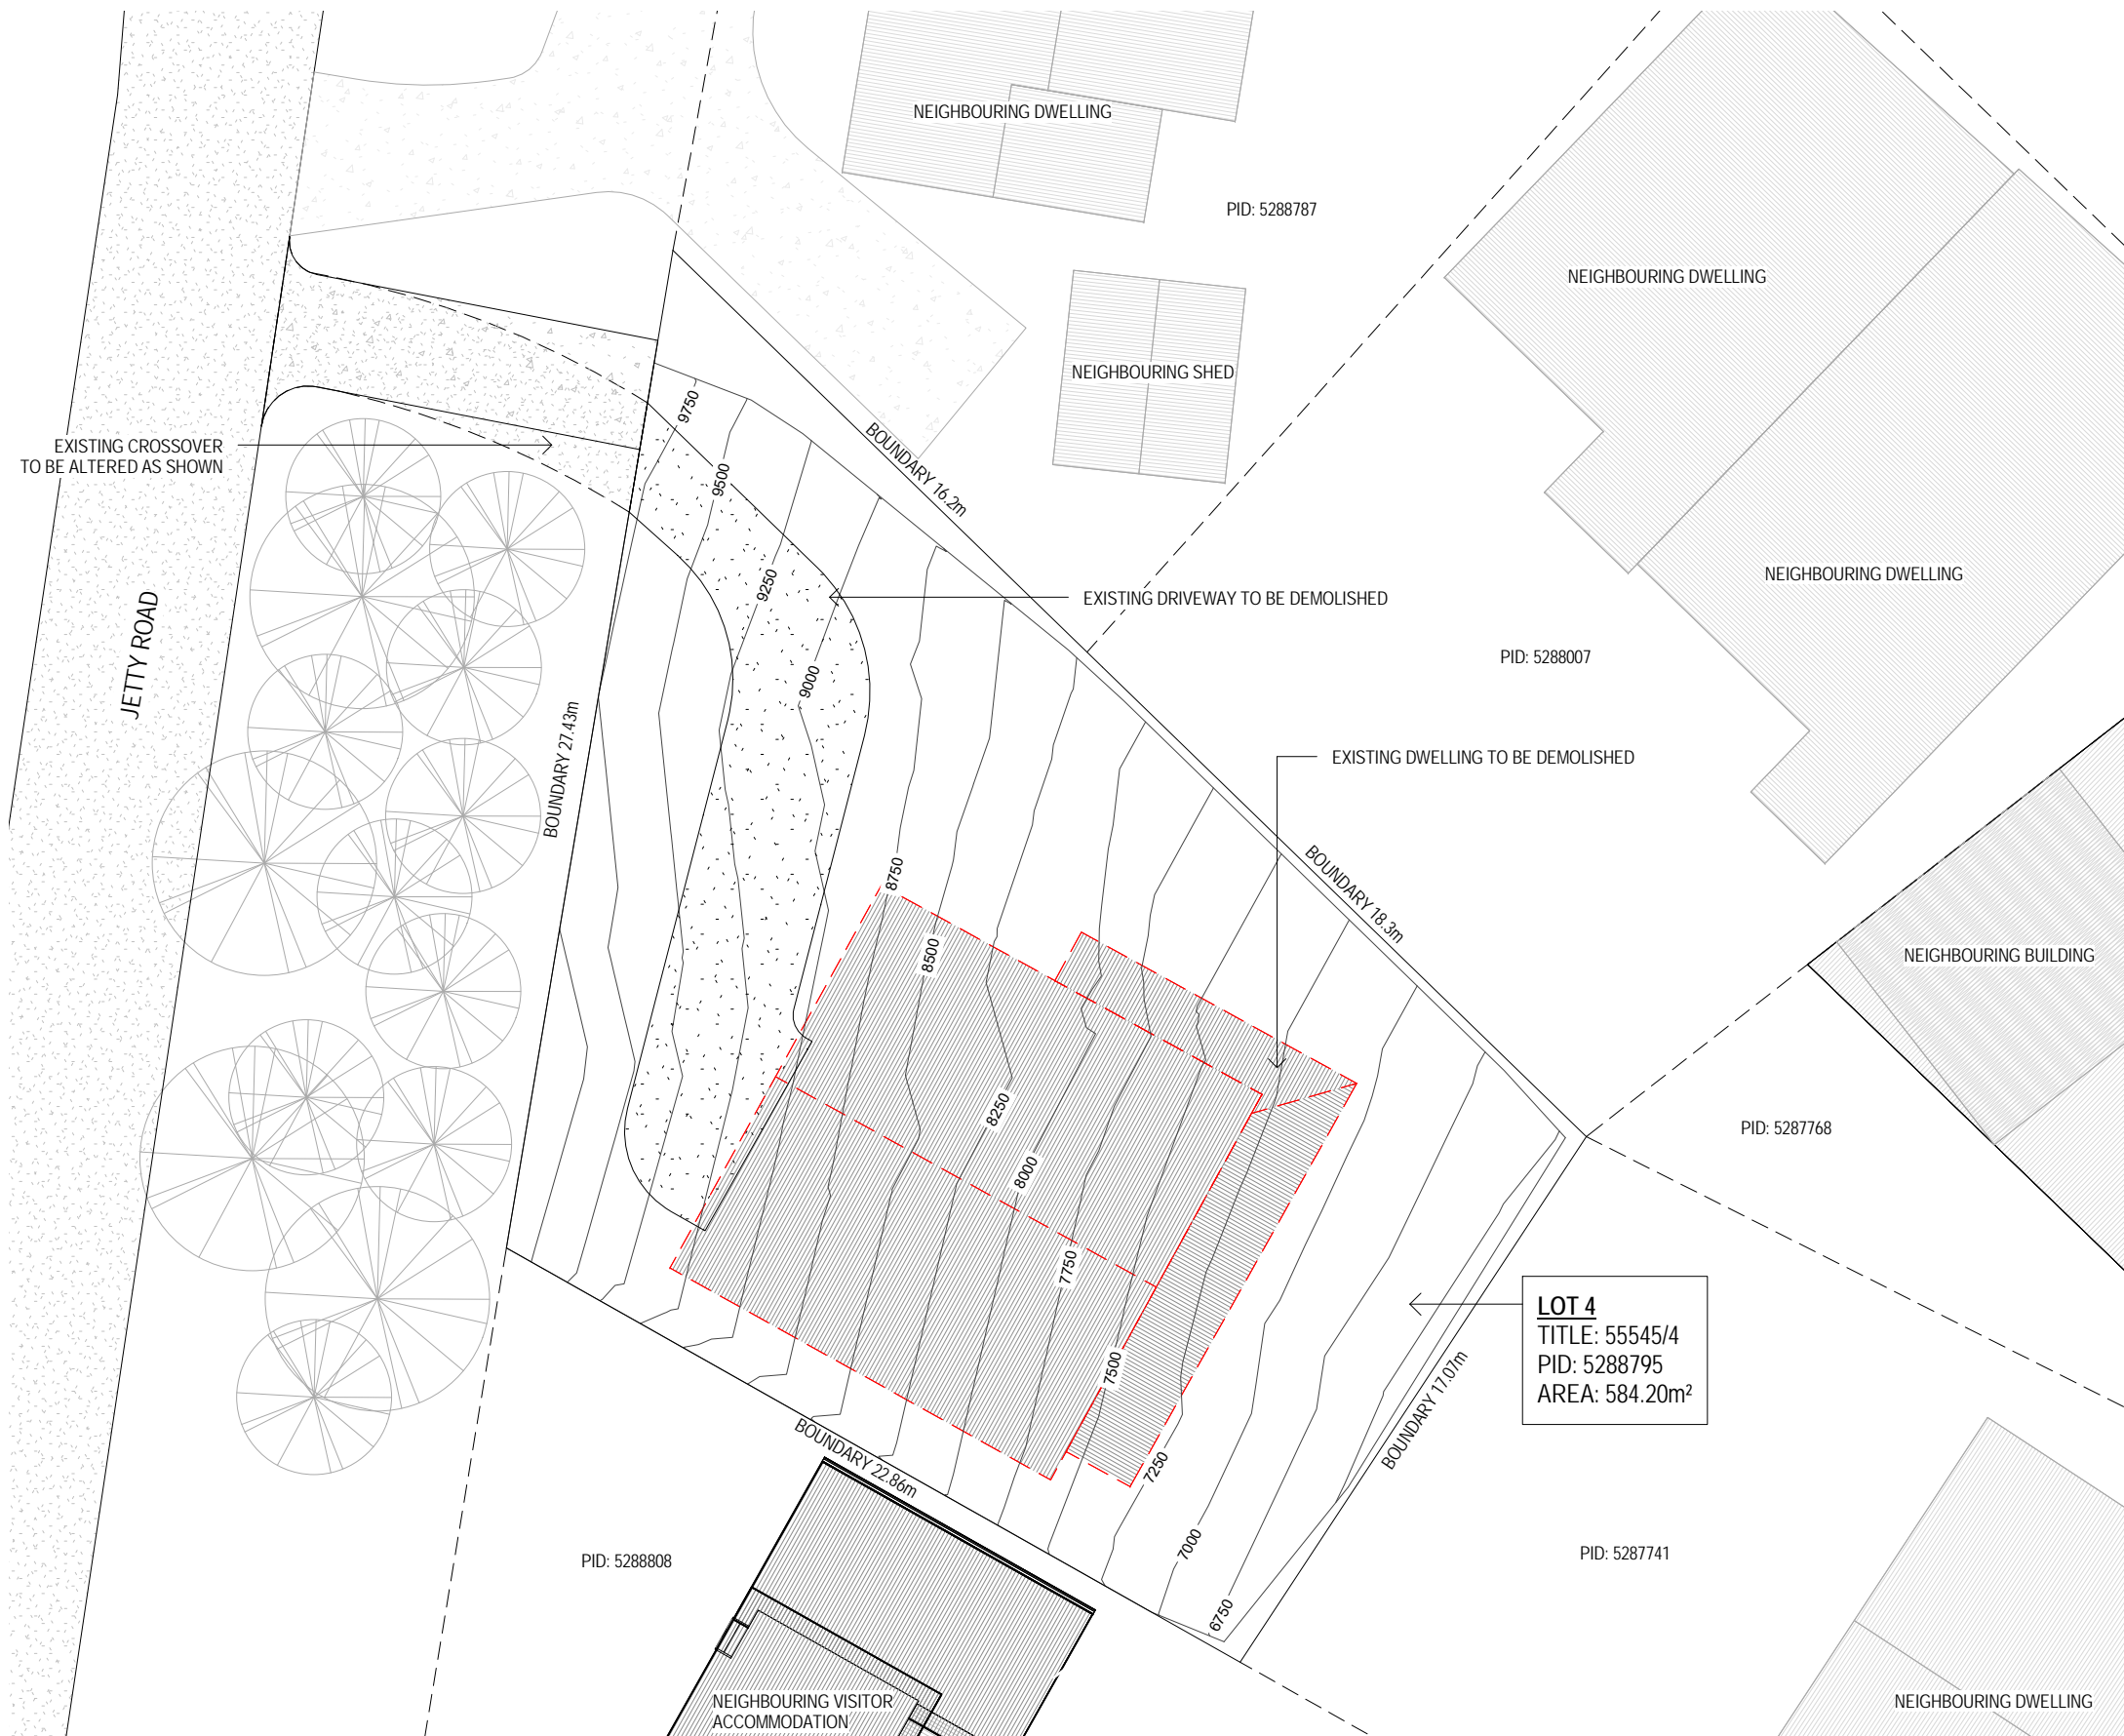 NEIGHBOURING DWELLING
PID: 5288787
NEIGHBOURING DWELLING
NEIGHBOURING SHED
9750
BOUNDARY 16.2m
EXISTING CROSSOVER
TO BE ALTERED AS SHOWN
9500
9250
NEIGHBOURING DWELLING
EXISTING DRIVEWAY TO BE DEMOLISHED
JETTY ROAD
PID: 5288007
9000
BOUNDARY 27.43m
EXISTING DWELLING TO BE DEMOLISHED
8750
BOUNDARY 18.3m
8500
NEIGHBOURING BUILDING
8250
PID: 5287768
8000
7750
LOT 4
TITLE: 55545/4
PID: 5288795
AREA: 584.20m²
7500
BOUNDARY 17.07m
BOUNDARY 22.86m
7250
7000
PID: 5288808
PID: 5287741
6750
NEIGHBOURING VISITOR
ACCOMMODATION
NEIGHBOURING DWELLING